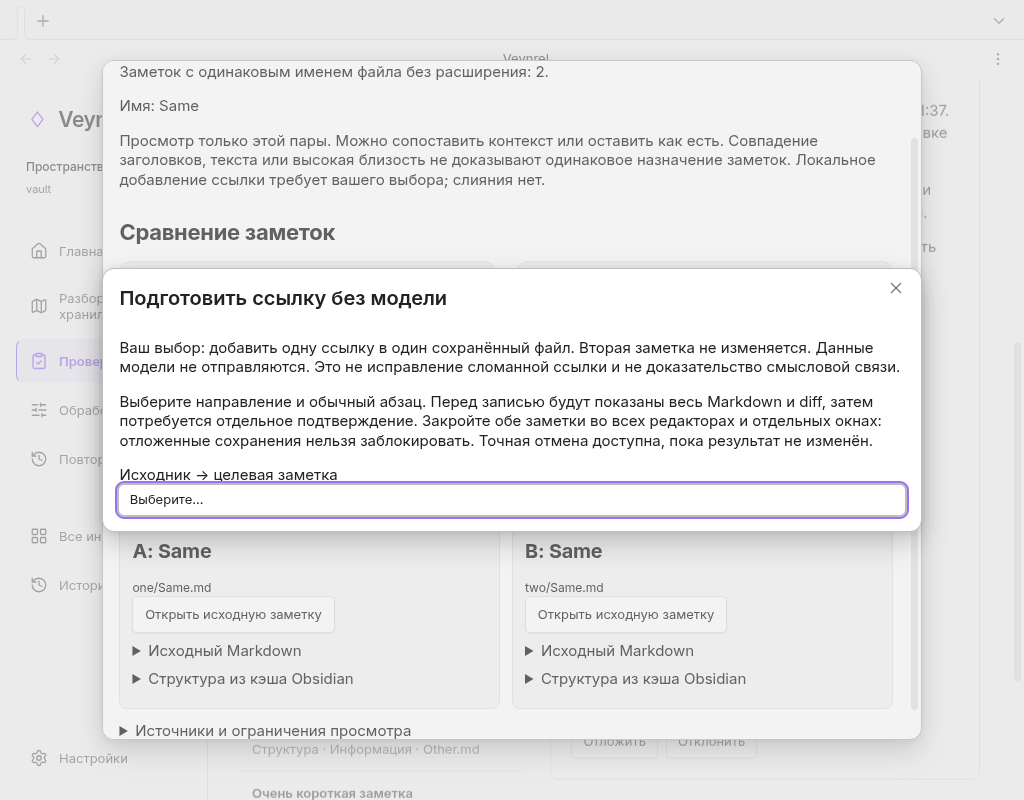 Veynrel
Veyn
Пространств
vault
Главна
Разбор
хранил
Провер
Обрабо
Повтор
Все ин
Истори
Настройки
Заметок с одинаковым именем файла без расширения: 2.
Имя: Same
Просмотр только этой пары. Можно сопоставить контекст или оставить как есть. Совпадение
заголовков, текста или высокая близость не доказывают одинаковое назначение заметок. Локальное
добавление ссылки требует вашего выбора; слияния нет.
Сравнение заметок
Подготовить ссылку без модели
Ваш выбор: добавить одну ссылку в один сохранённый файл. Вторая заметка не изменяется. Данные
модели не отправляются. Это не исправление сломанной ссылки и не доказательство смысловой связи.
Выберите направление и обычный абзац. Перед записью будут показаны весь Markdown и diff, затем
потребуется отдельное подтверждение. Закройте обе заметки во всех редакторах и отдельных окнах:
отложенные сохранения нельзя заблокировать. Точная отмена доступна, пока результат не изменён.
Исходник → целевая заметка
Выберите…
A: Same
one/Same.md
Открыть исходную заметку
▶ Исходный Markdown
▶ Структура из кэша Obsidian
B: Same
two/Same.md
Открыть исходную заметку
▶ Исходный Markdown
▶ Структура из кэша Obsidian
▶ Источники и ограничения просмотра
Структура · Информация · Other.md
Очень короткая заметка
Отложить
Отклонить
:37.
вке
и
ть